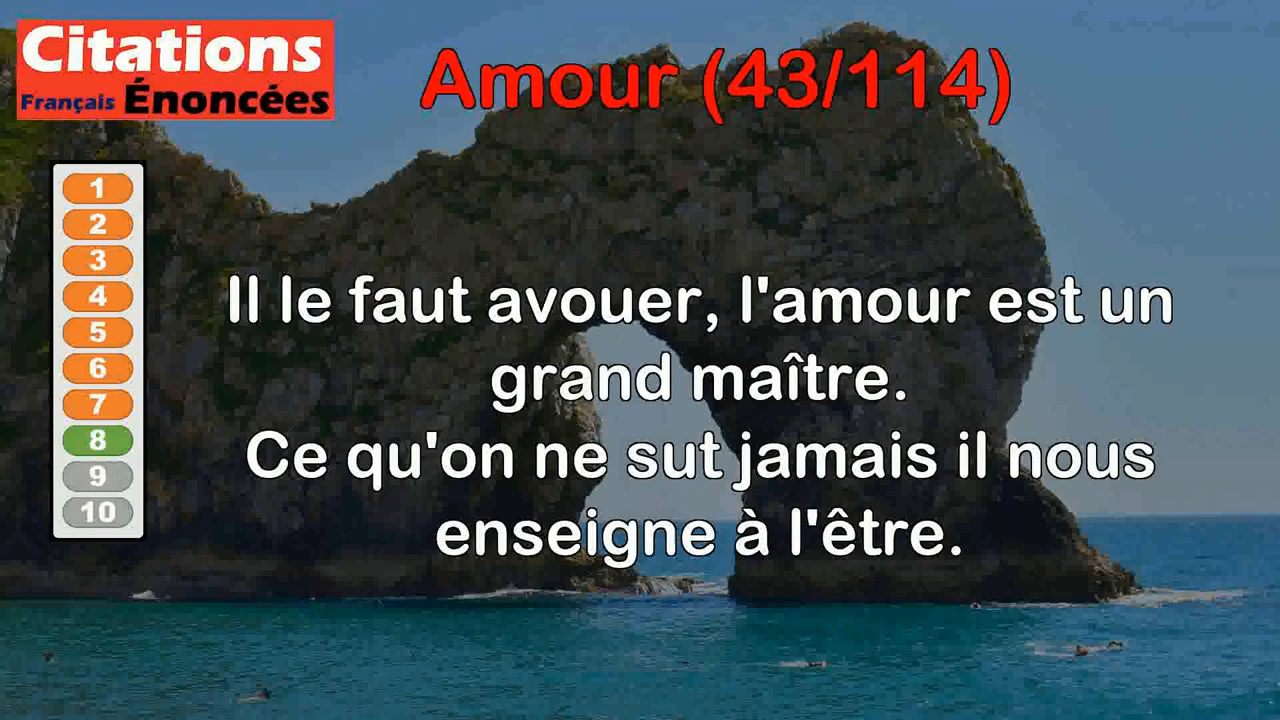 Citations
Français Énoncées
Amour (43/114)
1
2
3
4
5
6
7
8
9
10
Il le faut avouer, l'amour est un
grand maître.
Ce qu'on ne sut jamais il nous
enseigne à l'être.